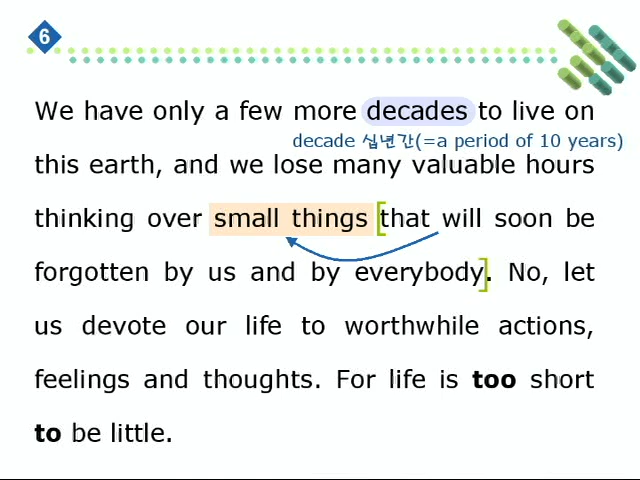 6
We have only a few more decades to live on
decade 십년간(=a period of 10 years)
this earth, and we lose many valuable hours
thinking over small things [that will soon be
forgotten by us and by everybody]. No, let
us devote our life to worthwhile actions,
feelings and thoughts. For life is too short
to be little.